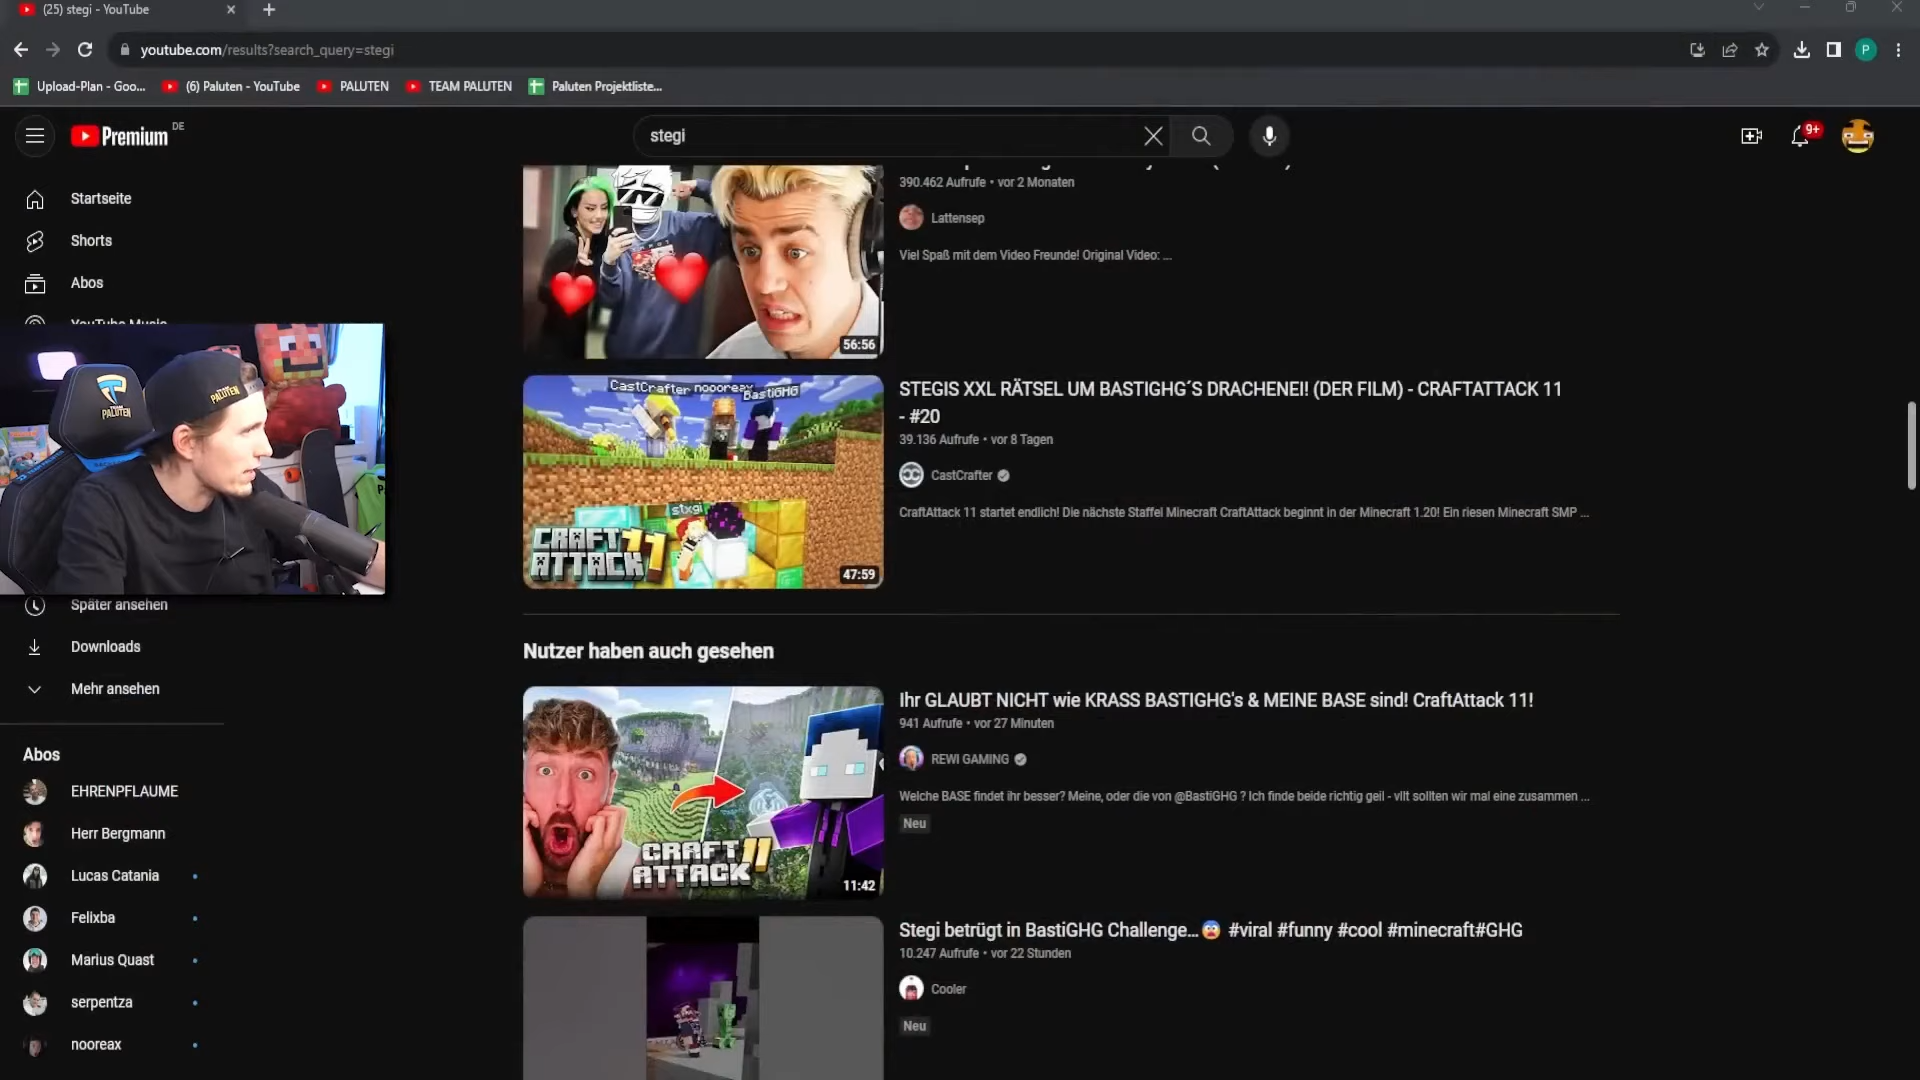 (25) stegi - YouTube
youtube.com/results?search_query=stegi
Upload-Plan - Goo...
(6) Paluten - YouTube
PALUTEN
TEAM PALUTEN
Paluten Projektliste...
P
Premium
DE
stegi
9+
Startseite
Shorts
Abos
YouTube Music
Später ansehen
Downloads
Mehr ansehen
Abos
EHRENPFLAUME
Herr Bergmann
Lucas Catania
Felixba
Marius Quast
serpentza
nooreax
PALUTEN
PALUTEN
56:56
390.462 Aufrufe • vor 2 Monaten
Lattensep
Viel Spaß mit dem Video Freunde! Original Video: ...
CastCrafter noooreax
BastiGHG
stxgi
CRAFT
ATTACK 11
47:59
STEGIS XXL RÄTSEL UM BASTIGHG´S DRACHENEI! (DER FILM) - CRAFTATTACK 11
- #20
39.136 Aufrufe • vor 8 Tagen
CastCrafter
CraftAttack 11 startet endlich! Die nächste Staffel Minecraft CraftAttack beginnt in der Minecraft 1.20! Ein riesen Minecraft SMP ...
Nutzer haben auch gesehen
CRAFT 11
ATTACK
11:42
Ihr GLAUBT NICHT wie KRASS BASTIGHG's & MEINE BASE sind! CraftAttack 11!
941 Aufrufe • vor 27 Minuten
REWI GAMING
Welche BASE findet ihr besser? Meine, oder die von @BastiGHG ? Ich finde beide richtig geil - vllt sollten wir mal eine zusammen ...
Neu
Stegi betrügt in BastiGHG Challenge...😨 #viral #funny #cool #minecraft#GHG
10.247 Aufrufe • vor 22 Stunden
Cooler
Neu